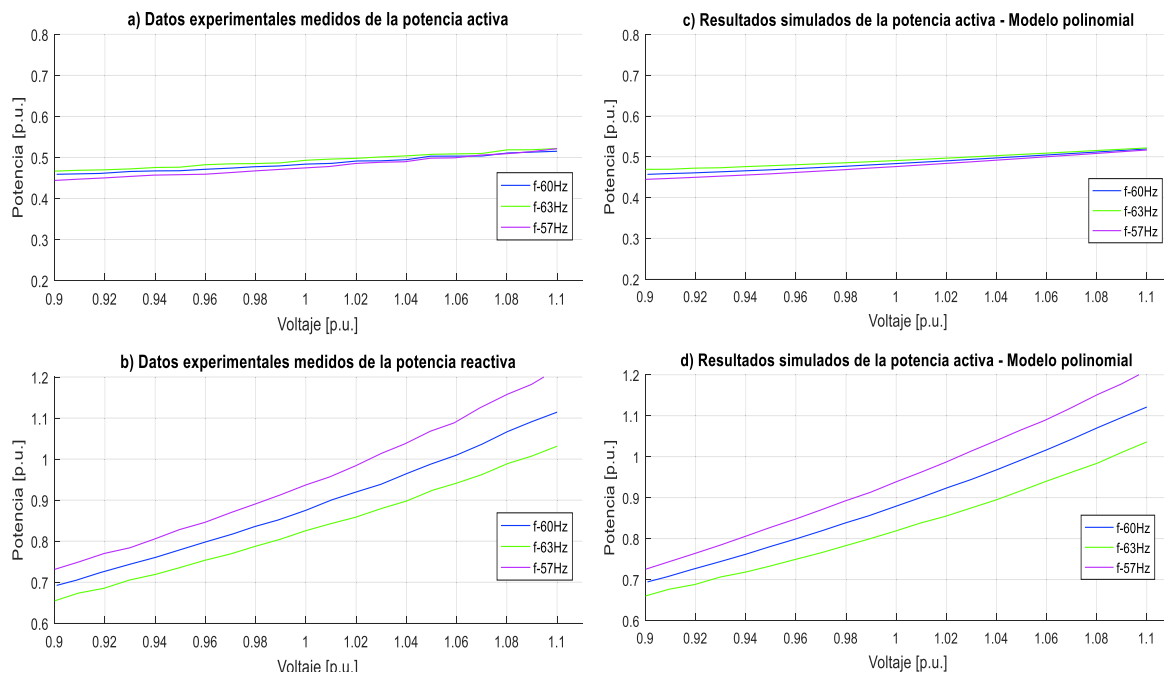 a) Datos experimentales medidos de la potencia activa
0.8
0.7
0.6
0.5
0.4
0.3
0.2
Potencia [p.u.]
f-60Hz
f-63Hz
f-57Hz
0.9 0.92 0.94 0.96 0.98 1 1.02 1.04 1.06 1.08 1.1
Voltaje [p.u.]
b) Datos experimentales medidos de la potencia reactiva
1.2
1.1
1
0.9
0.8
0.7
0.6
Potencia [p.u.]
f-60Hz
f-63Hz
f-57Hz
0.9 0.92 0.94 0.96 0.98 1 1.02 1.04 1.06 1.08 1.1
Voltaje [p.u.]
c) Resultados simulados de la potencia activa - Modelo polinomial
0.8
0.7
0.6
0.5
0.4
0.3
0.2
Potencia [p.u.]
f-60Hz
f-63Hz
f-57Hz
0.9 0.92 0.94 0.96 0.98 1 1.02 1.04 1.06 1.08 1.1
Voltaje [p.u.]
d) Resultados simulados de la potencia activa - Modelo polinomial
1.2
1.1
1
0.9
0.8
0.7
0.6
Potencia [p.u.]
f-60Hz
f-63Hz
f-57Hz
0.9 0.92 0.94 0.96 0.98 1 1.02 1.04 1.06 1.08 1.1
Voltaje [p.u.]